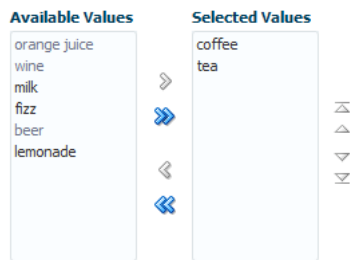 Available Values
orange juice
wine
milk
fizz
beer
lemonade
Selected Values
coffee
tea